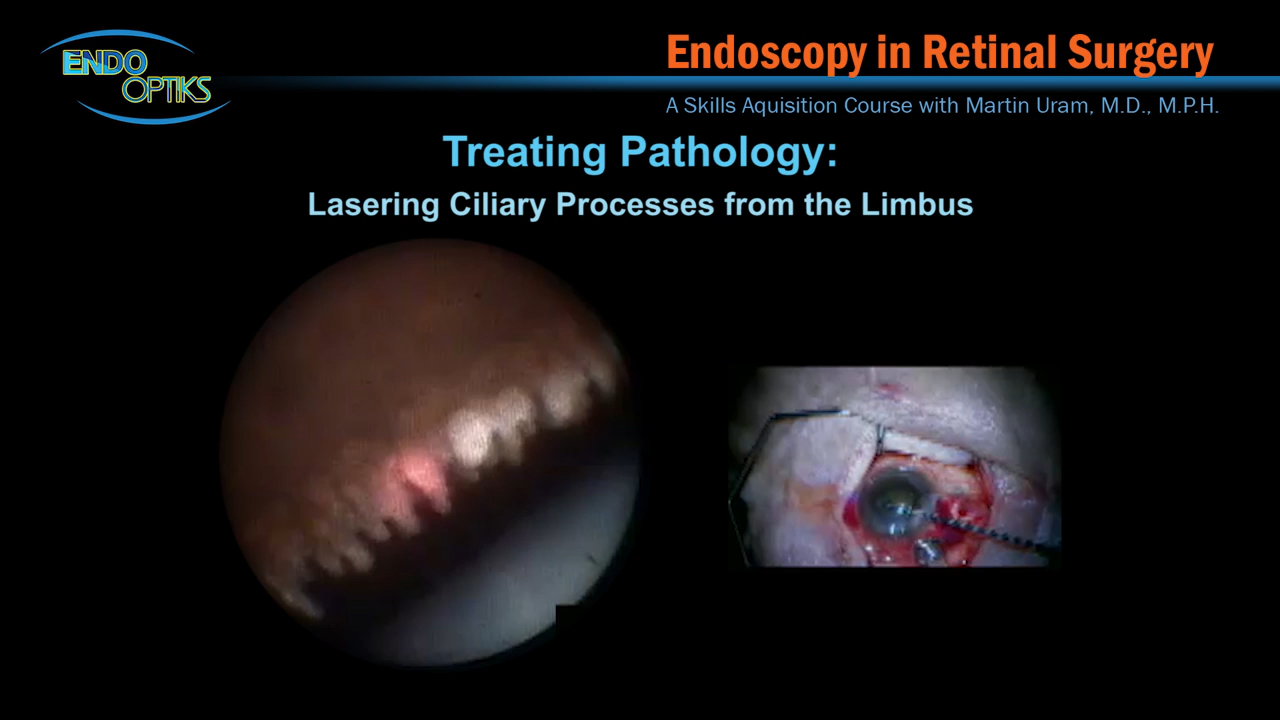 ENDO
OPTIKS
Endoscopy in Retinal Surgery
A Skills Aquisition Course with Martin Uram, M.D., M.P.H.
Treating Pathology:
Lasering Ciliary Processes from the Limbus